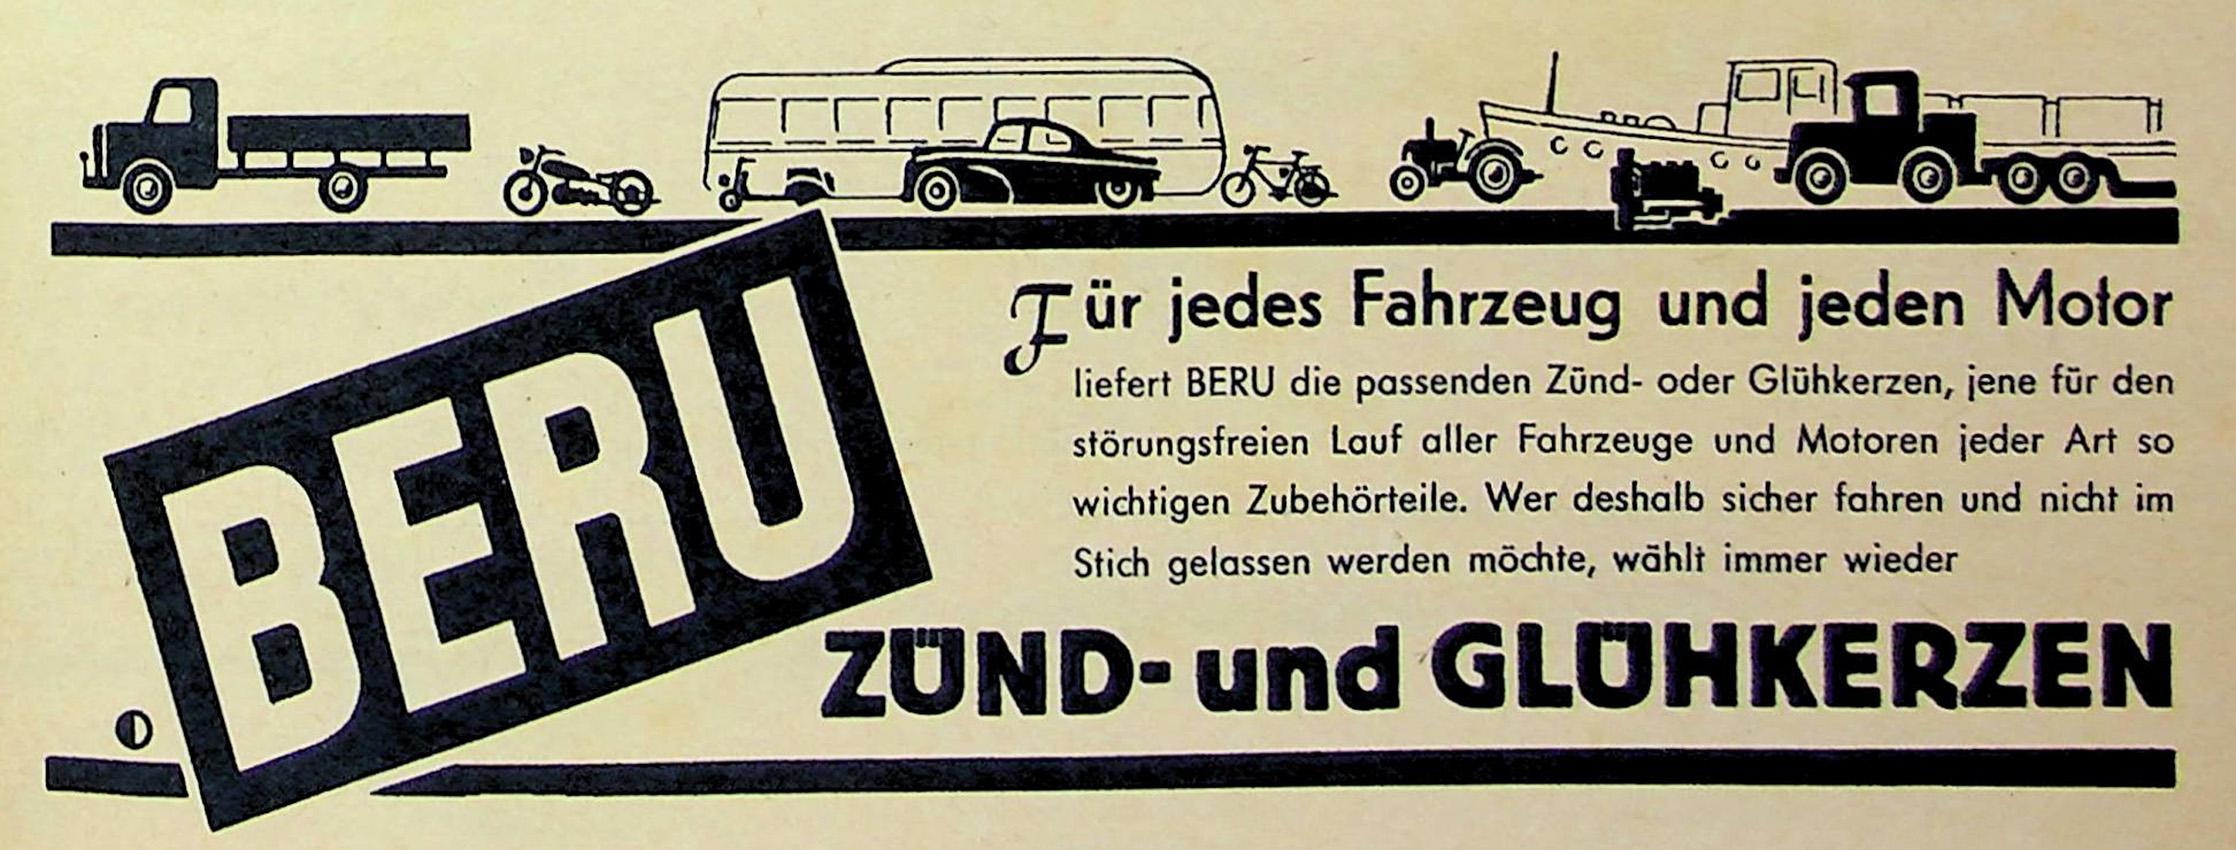 BERU
Für jedes Fahrzeug und jeden Motor
liefert BERU die passenden Zünd- oder Glühkerzen, jene für den
störungsfreien Lauf aller Fahrzeuge und Motoren jeder Art so
wichtigen Zubehörteile. Wer deshalb sicher fahren und nicht im
Stich gelassen werden möchte, wählt immer wieder
ZÜND- und GLÜHKERZEN